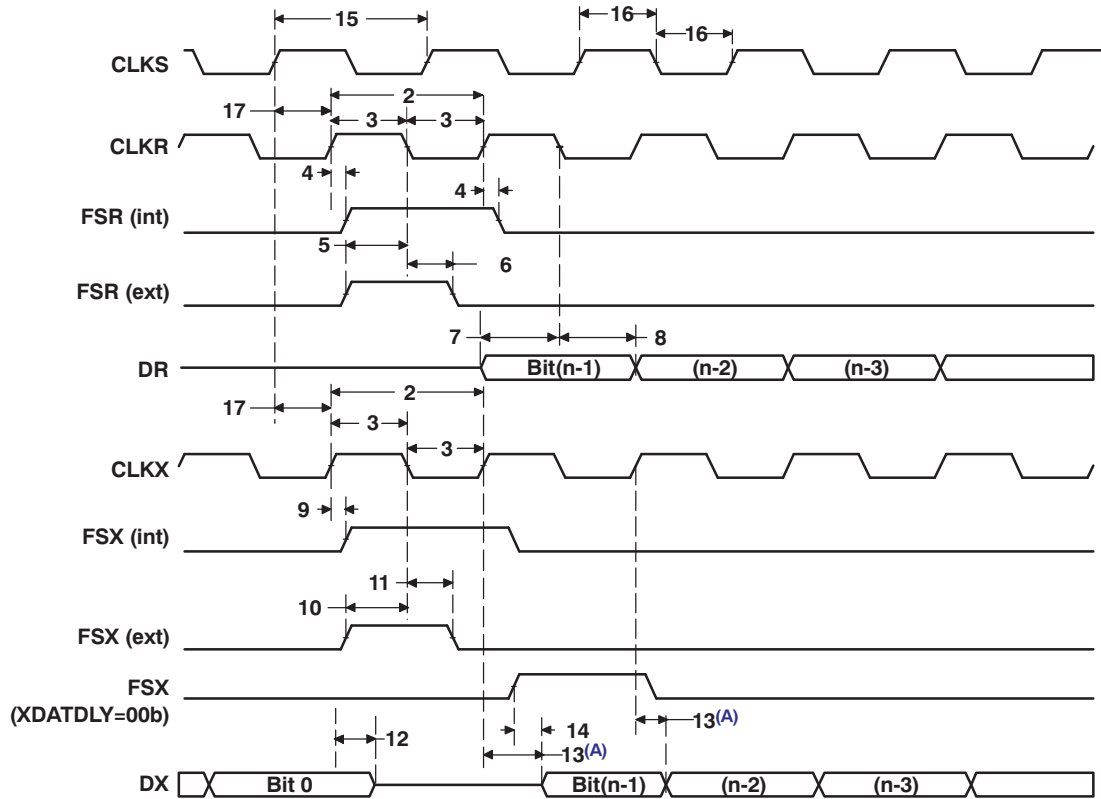 15
16
16
CLKS
2
17
3
3
CLKR
4
4
FSR (int)
5
6
FSR (ext)
7
8
DR
Bit(n-1)
(n-2)
(n-3)
2
17
3
3
CLKX
9
FSX (int)
11
10
FSX (ext)
FSX
(XDATDLY=00b)
13(A)
14
12
13(A)
DX
Bit 0
Bit(n-1)
(n-2)
(n-3)